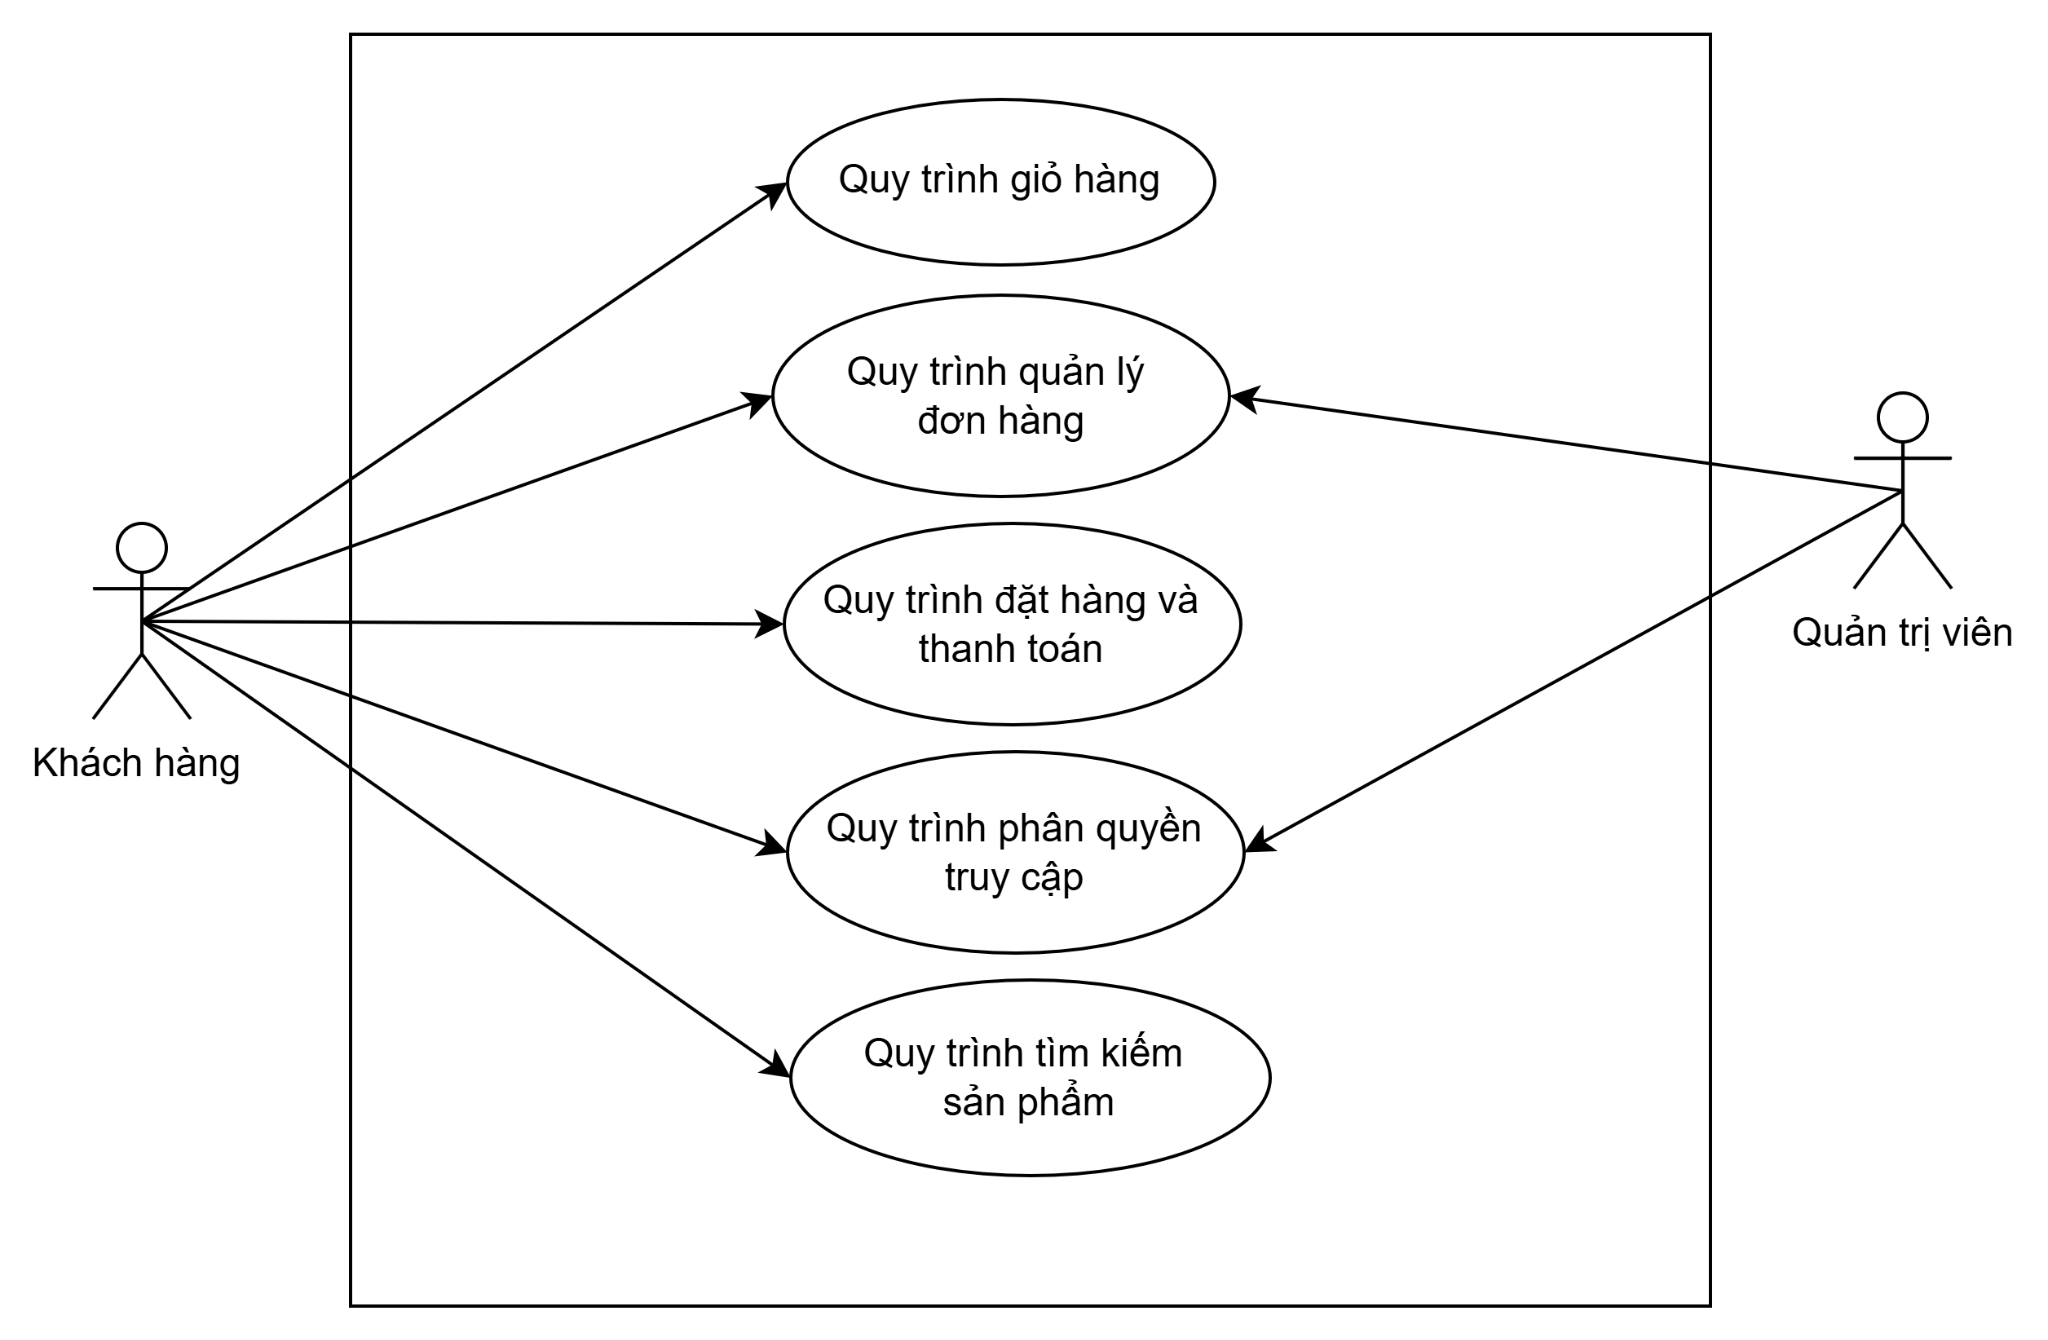 Quy trình giỏ hàng
Quy trình quản lý
đơn hàng
Quy trình đặt hàng và
thanh toán
Quy trình phân quyền
truy cập
Quy trình tìm kiếm
sản phẩm
Khách hàng
Quản trị viên